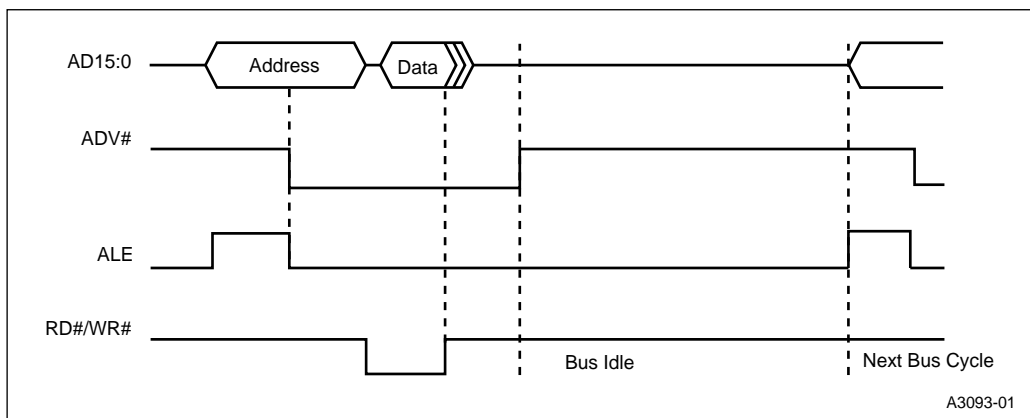 AD15:0
Address
Data
ADV#
ALE
RD#/WR#
Bus Idle
Next Bus Cycle
A3093-01